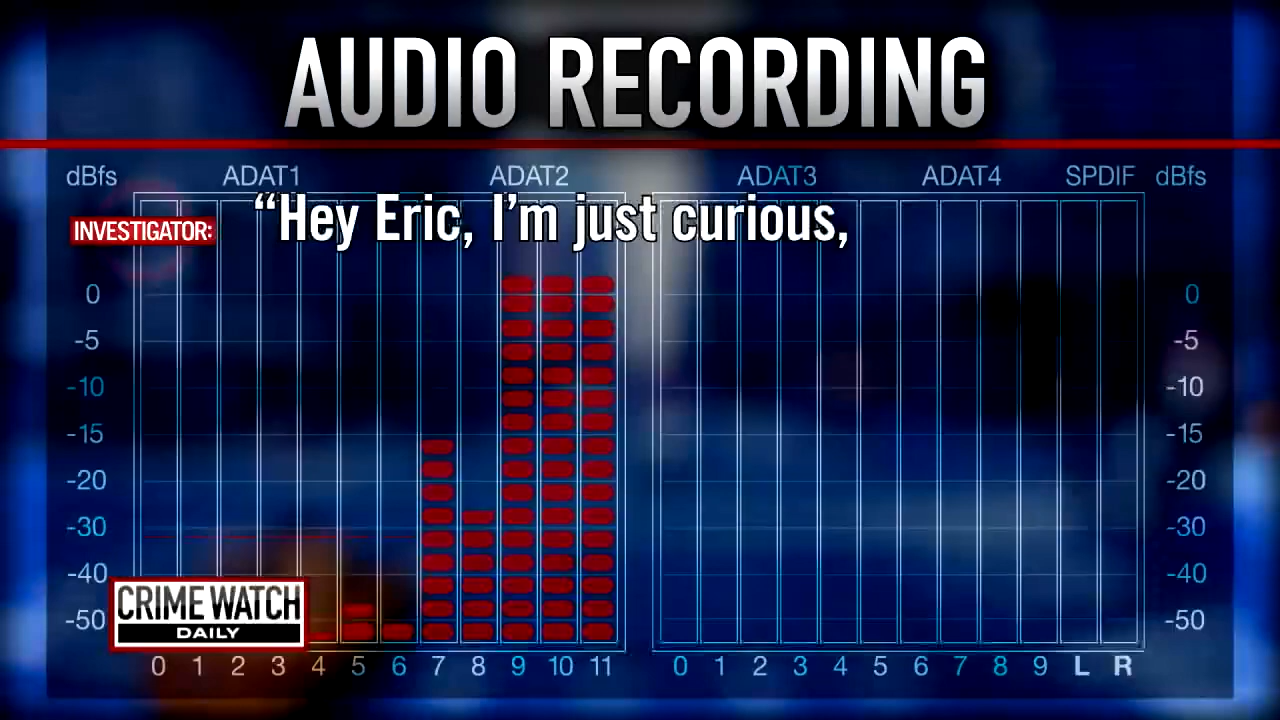 AUDIO RECORDING
dBfs ADAT1 ADAT2 ADAT3 ADAT4 SPDIF dBfs
INVESTIGATOR: “Hey Eric, I’m just curious,
0 0
-5 -5
-10 -10
-15 -15
-20 -20
-30 -30
-40 -40
-50 -50
CRIME WATCH
DAILY
0 1 2 3 4 5 6 7 8 9 10 11 0 1 2 3 4 5 6 7 8 9 L R